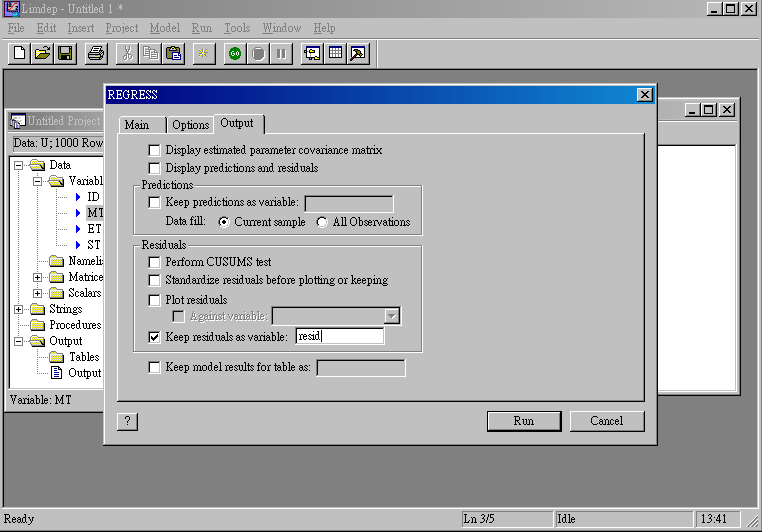 Limdep - Untitled 1 *
File Edit Insert Project Model Run Tools Window Help
GO
REGRESS
Untitled Project
Data: U; 1000 Row
Data
Variabl
ID
MT
ET
ST
Namelis
Matrice
Scalars
Strings
Procedures
Output
Tables
Output
Variable: MT
Main Options Output
Display estimated parameter covariance matrix
Display predictions and residuals
Predictions
Keep predictions as variable:
Data fill: Current sample All Observations
Residuals
Perform CUSUMS test
Standardize residuals before plotting or keeping
Plot residuals
Against variable:
Keep residuals as variable: resid
Keep model results for table as:
? Run Cancel
Ready Ln 3/5 Idle 13:41